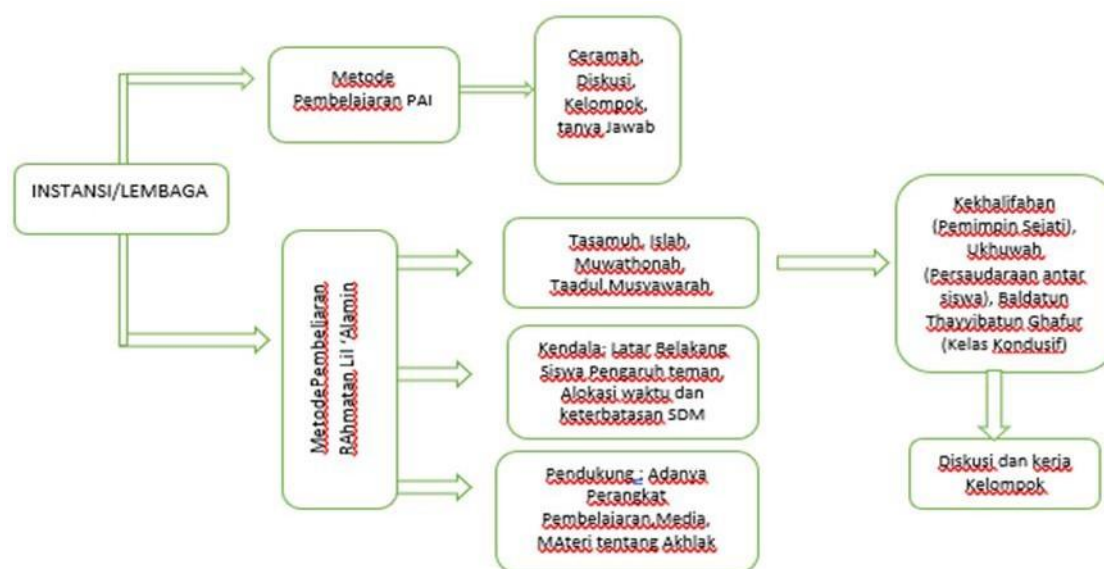 Metode
Pembelajaran PAI
Ceramah,
Diskusi,
Kelompok,
tanya Jawab
INSTANSI/LEMBAGA
MetodePembeliaran
RAhmatan Lil ‘Alamin
Tasamuh, Islah,
Muwathonah,
Taadul,Musyawarah
Kendala: Latar Belakang
Siswa Pengaruh teman,
Alokasi waktu dan
keterbatasan SDM
Pendukung : Adanya
Perangkat
Pembelajaran,Media,
MAteri tentang Akhlak
Kekhalifahan
(Pemimpin Sejati),
Ukhuwah
(Persaudaraan antar
siswa), Baldatun
Thayyibatun Ghafur
(Kelas Kondusif)
Diskusi dan kerja
Kelompok